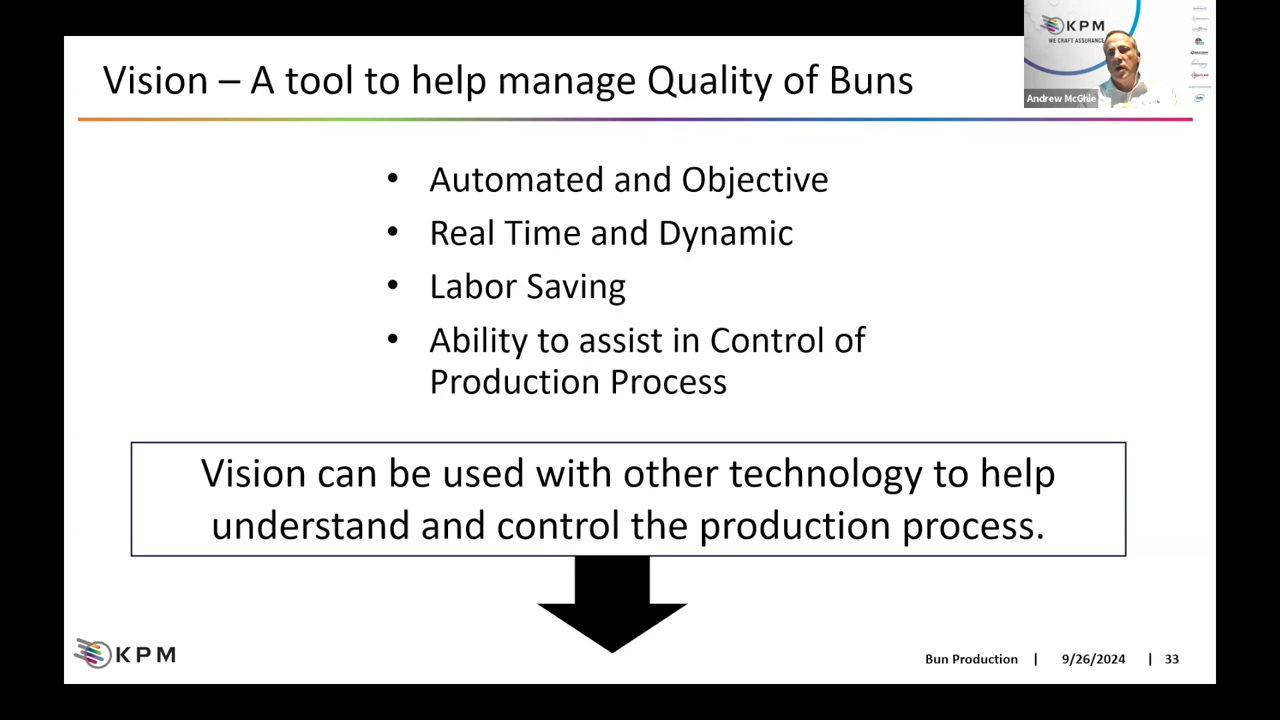 Vision – A tool to help manage Quality of Buns
KPM
WE CRAFT ASSURANCE
Andrew McGhie
• Automated and Objective
• Real Time and Dynamic
• Labor Saving
• Ability to assist in Control of
Production Process
Vision can be used with other technology to help
understand and control the production process.
KPM
Bun Production | 9/26/2024 | 33